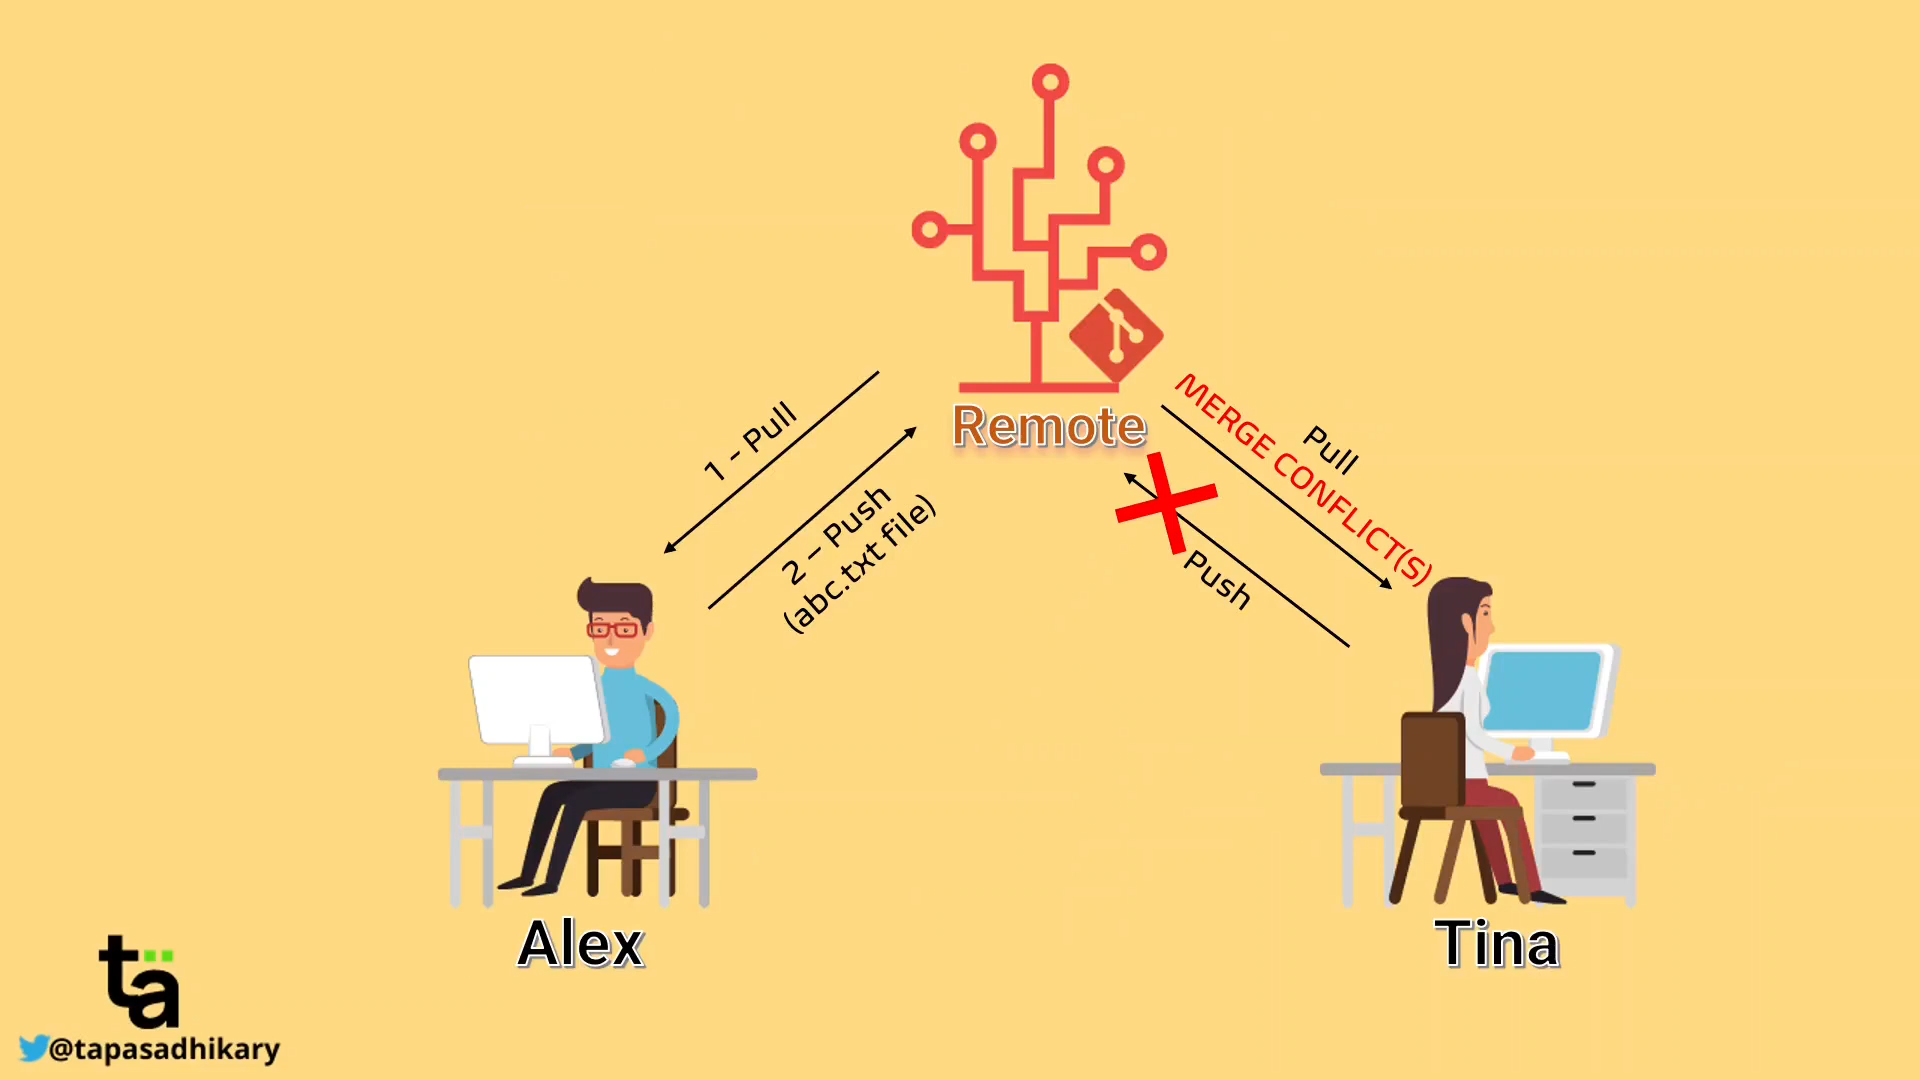 Remote
1 – Pull
2 – Push
(abc.txt file)
Pull
MERGE CONFLICT(S)
Push
Alex
Tina
ta
@tapasadhikary